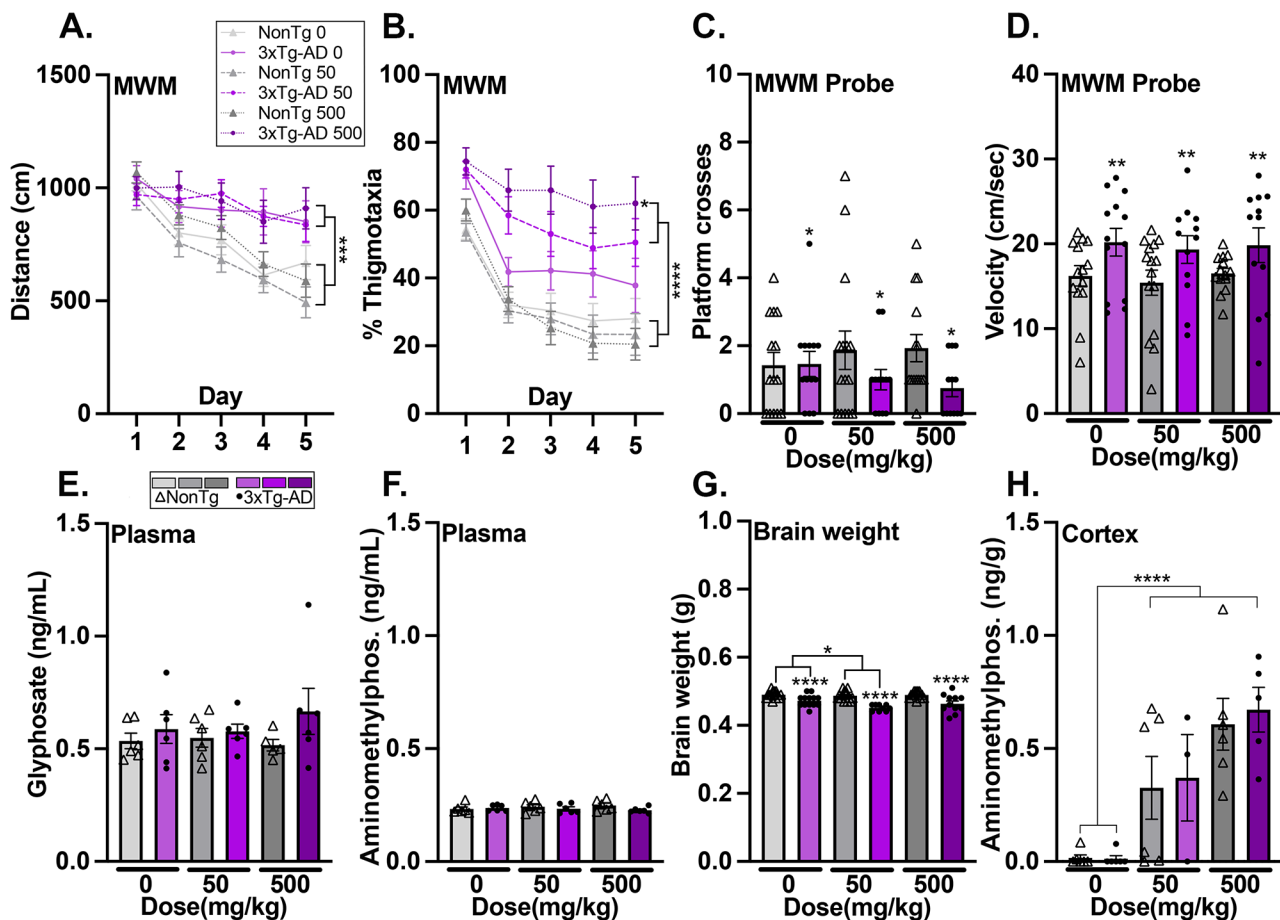 A.
NonTg 0
3xTg-AD 0
NonTg 50
3xTg-AD 50
NonTg 500
3xTg-AD 500
MWM
Distance (cm)
1500
1000
500
0
***
Day
1 2 3 4 5
B.
MWM
% Thigmotaxia
100
80
60
40
20
0
*
****
Day
1 2 3 4 5
C.
MWM Probe
Platform crosses
10
8
6
4
2
0
* * *
0 50 500
Dose(mg/kg)
D.
MWM Probe
Velocity (cm/sec)
40
30
20
10
0
** ** **
0 50 500
Dose(mg/kg)
E.
NonTg 3xTg-AD
Plasma
Glyphosate (ng/mL)
1.5
1.0
0.5
0.0
0 50 500
Dose(mg/kg)
F.
Plasma
Aminomethylphos. (ng/mL)
1.5
1.0
0.5
0.0
0 50 500
Dose(mg/kg)
G.
Brain weight
Brain weight (g)
1.0
0.8
0.6
0.4
0.2
0.0
*
**** **** ****
0 50 500
Dose(mg/kg)
H.
Cortex
Aminomethylphos. (ng/g)
1.5
1.0
0.5
0.0
****
0 50 500
Dose(mg/kg)